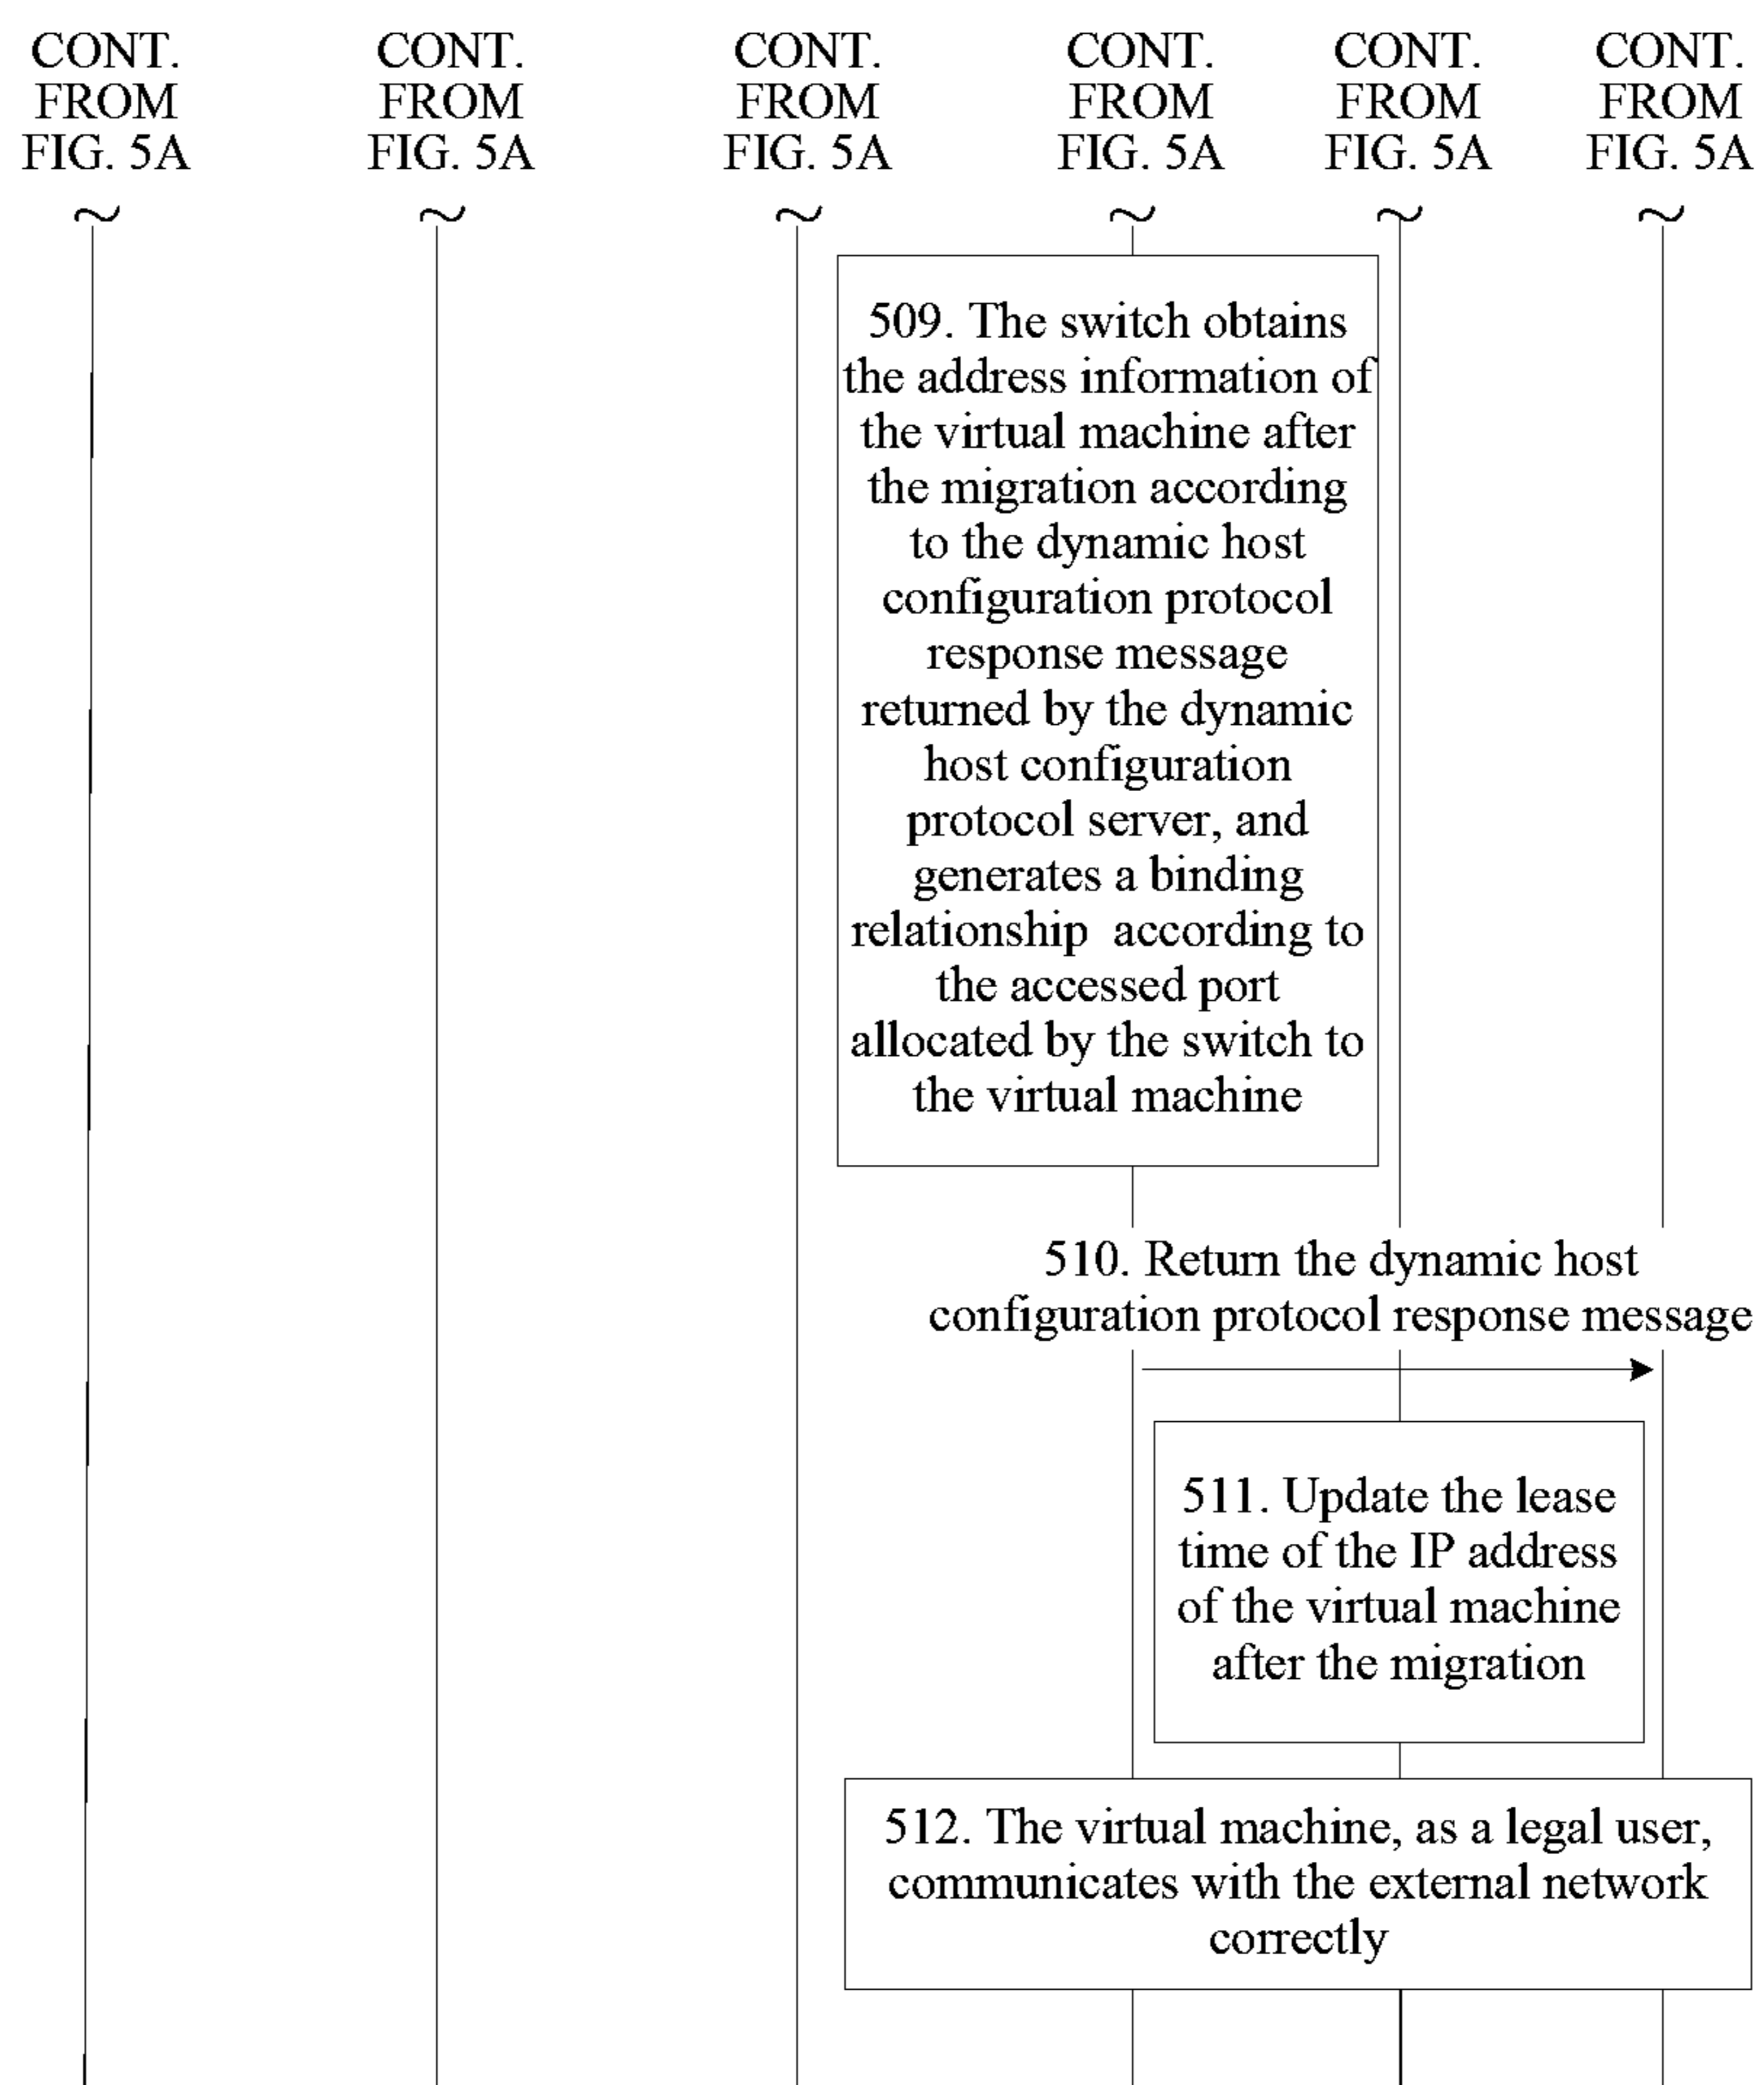 CONT. CONT. CONT. CONT. CONT. CONT.
FROM FROM FROM FROM FROM FROM
FIG. 5A FIG. 5A FIG. 5A FIG. 5A FIG. 5A FIG. 5A
509. The switch obtains
the address information of
the virtual machine after
the migration according
to the dynamic host
configuration protocol
response message
returned by the dynamic
host configuration
protocol server, and
generates a binding
relationship according to
the accessed port
allocated by the switch to
the virtual machine
510. Return the dynamic host
configuration protocol response message
511. Update the lease
time of the IP address
of the virtual machine
after the migration
512. The virtual machine, as a legal user,
communicates with the external network
correctly